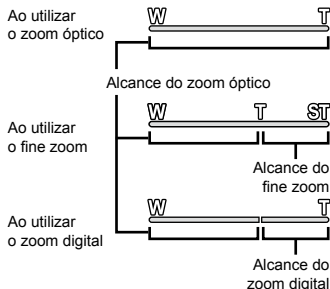 Ao utilizar
o zoom óptico
W T
Alcance do zoom óptico
Ao utilizar
o fine zoom
W T ST
Alcance do
fine zoom
Ao utilizar
o zoom digital
W T
Alcance do
zoom digital